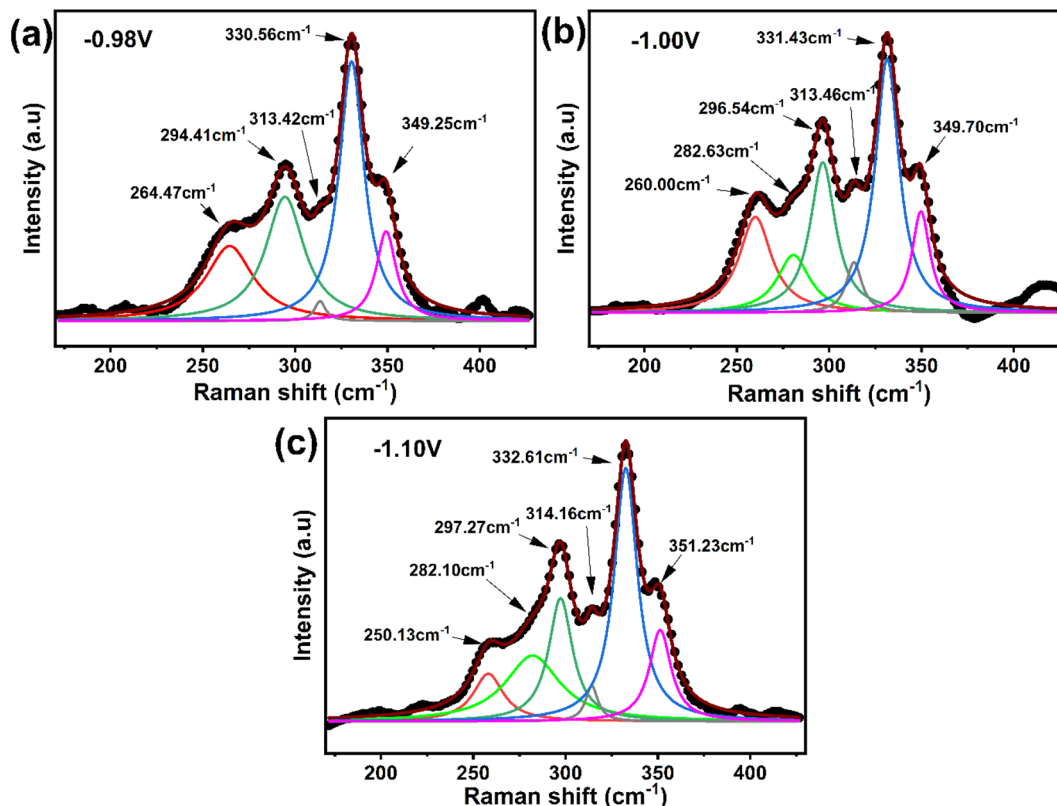 (a)
-0.98V
330.56cm⁻¹
313.42cm⁻¹
349.25cm⁻¹
294.41cm⁻¹
264.47cm⁻¹
Intensity (a.u)
200 250 300 350 400
Raman shift (cm⁻¹)
(b)
-1.00V
331.43cm⁻¹
313.46cm⁻¹
296.54cm⁻¹
349.70cm⁻¹
282.63cm⁻¹
260.00cm⁻¹
Intensity (a.u)
200 250 300 350 400
Raman shift (cm⁻¹)
(c)
-1.10V
332.61cm⁻¹
314.16cm⁻¹
297.27cm⁻¹
351.23cm⁻¹
282.10cm⁻¹
250.13cm⁻¹
Intensity (a.u)
200 250 300 350 400
Raman shift (cm⁻¹)